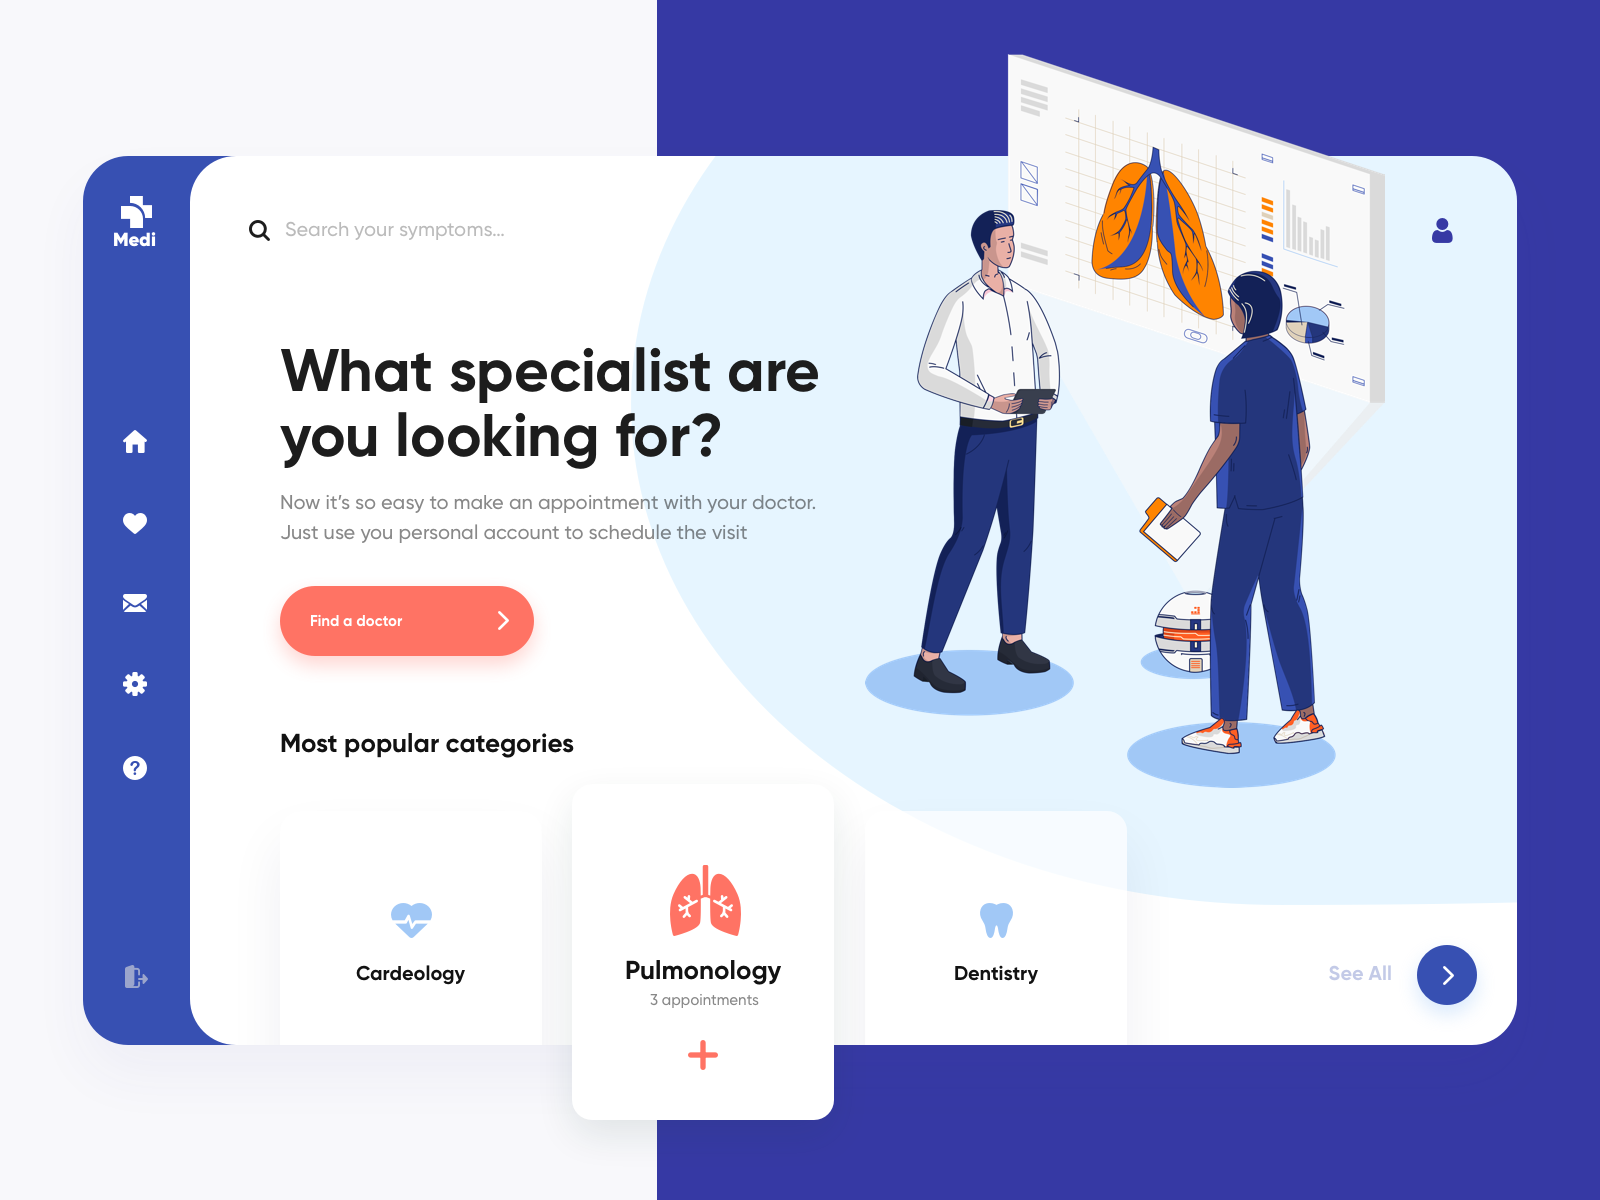 Medi
Search your symptoms...
What specialist are
you looking for?
Now it's so easy to make an appointment with your doctor.
Just use you personal account to schedule the visit
Find a doctor
Most popular categories
Cardeology
Pulmonology
3 appointments
Dentistry
See All